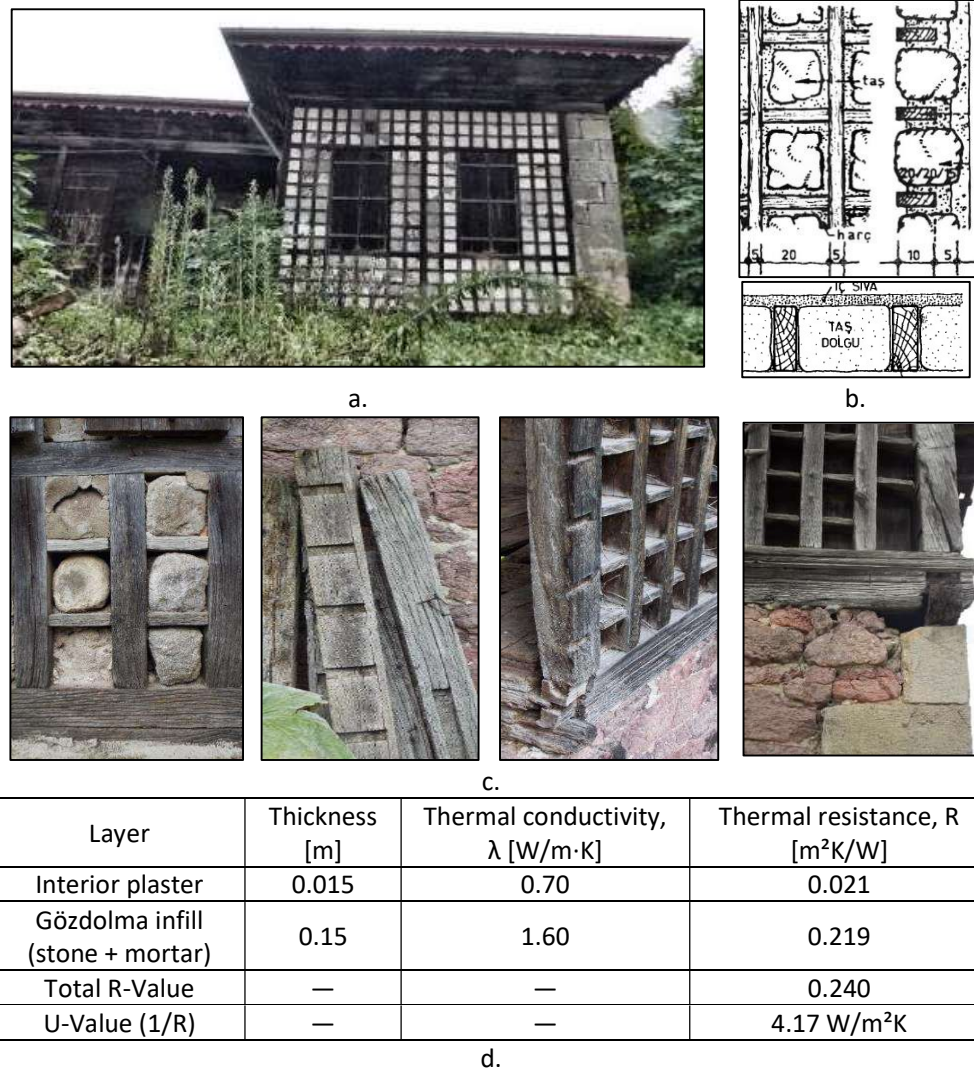 taş
20/20/15
harç
5 20 5 10 5
İÇ SIVA
TAŞ
DOLGU
a.
b.
c.
Layer Thickness [m] Thermal conductivity, λ [W/m·K] Thermal resistance, R [m²K/W]
Interior plaster 0.015 0.70 0.021
Gözdolma infill (stone + mortar) 0.15 1.60 0.219
Total R-Value — — 0.240
U-Value (1/R) — — 4.17 W/m²K
d.